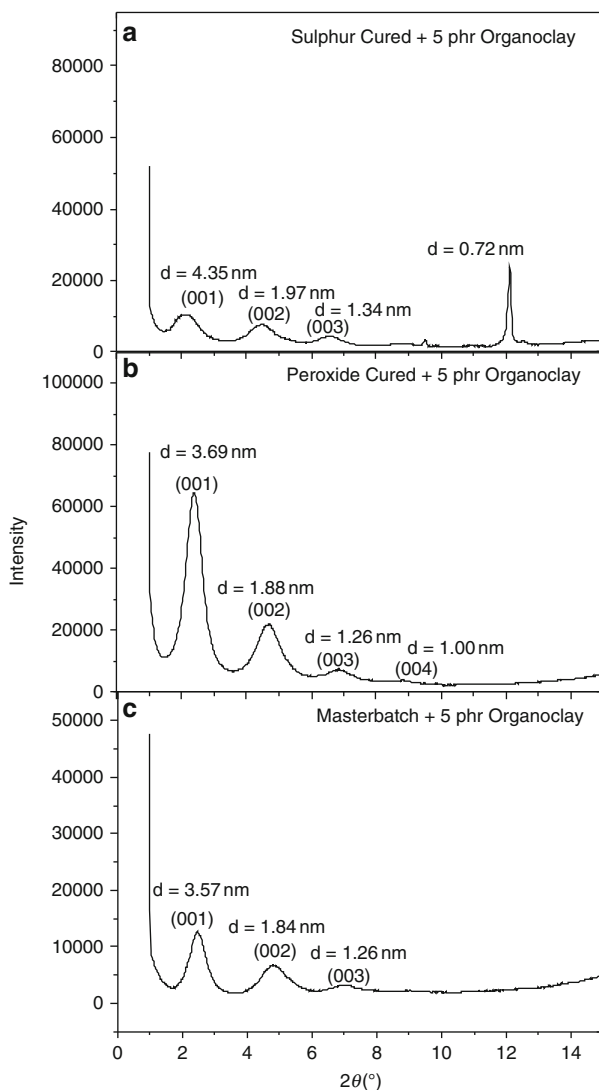 a
Sulphur Cured + 5 phr Organoclay
80000
60000
40000
20000
0
d = 4.35 nm
(001)
d = 1.97 nm
(002)
d = 1.34 nm
(003)
d = 0.72 nm
b
Peroxide Cured + 5 phr Organoclay
100000
80000
60000
40000
20000
0
d = 3.69 nm
(001)
d = 1.88 nm
(002)
d = 1.26 nm
(003)
d = 1.00 nm
(004)
Intensity
c
Masterbatch + 5 phr Organoclay
50000
40000
30000
20000
10000
0
d = 3.57 nm
(001)
d = 1.84 nm
(002)
d = 1.26 nm
(003)
0 2 4 6 8 10 12 14
2θ(°)